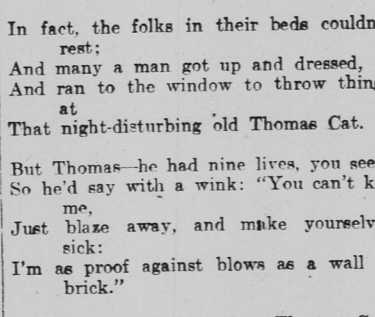 In fact, the folks in their beds couldn
rest;
And many a man got up and dressed,
And ran to the window to throw thing
at
That night-disturbing old Thomas Cat.
But Thomas—he had nine lives, you see
So he'd say with a wink: "You can't k
me,
Just blaze away, and make yourselv
sick:
I'm as proof against blows as a wall
brick."